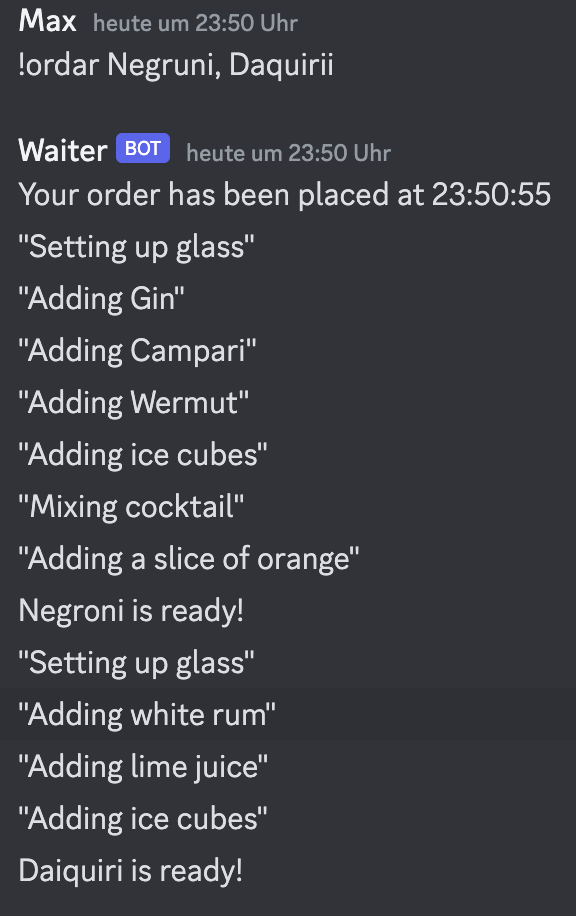 Max heute um 23:50 Uhr
!ordar Negruni, Daquirii
Waiter BOT heute um 23:50 Uhr
Your order has been placed at 23:50:55
"Setting up glass"
"Adding Gin"
"Adding Campari"
"Adding Wermut"
"Adding ice cubes"
"Mixing cocktail"
"Adding a slice of orange"
Negroni is ready!
"Setting up glass"
"Adding white rum"
"Adding lime juice"
"Adding ice cubes"
Daiquiri is ready!